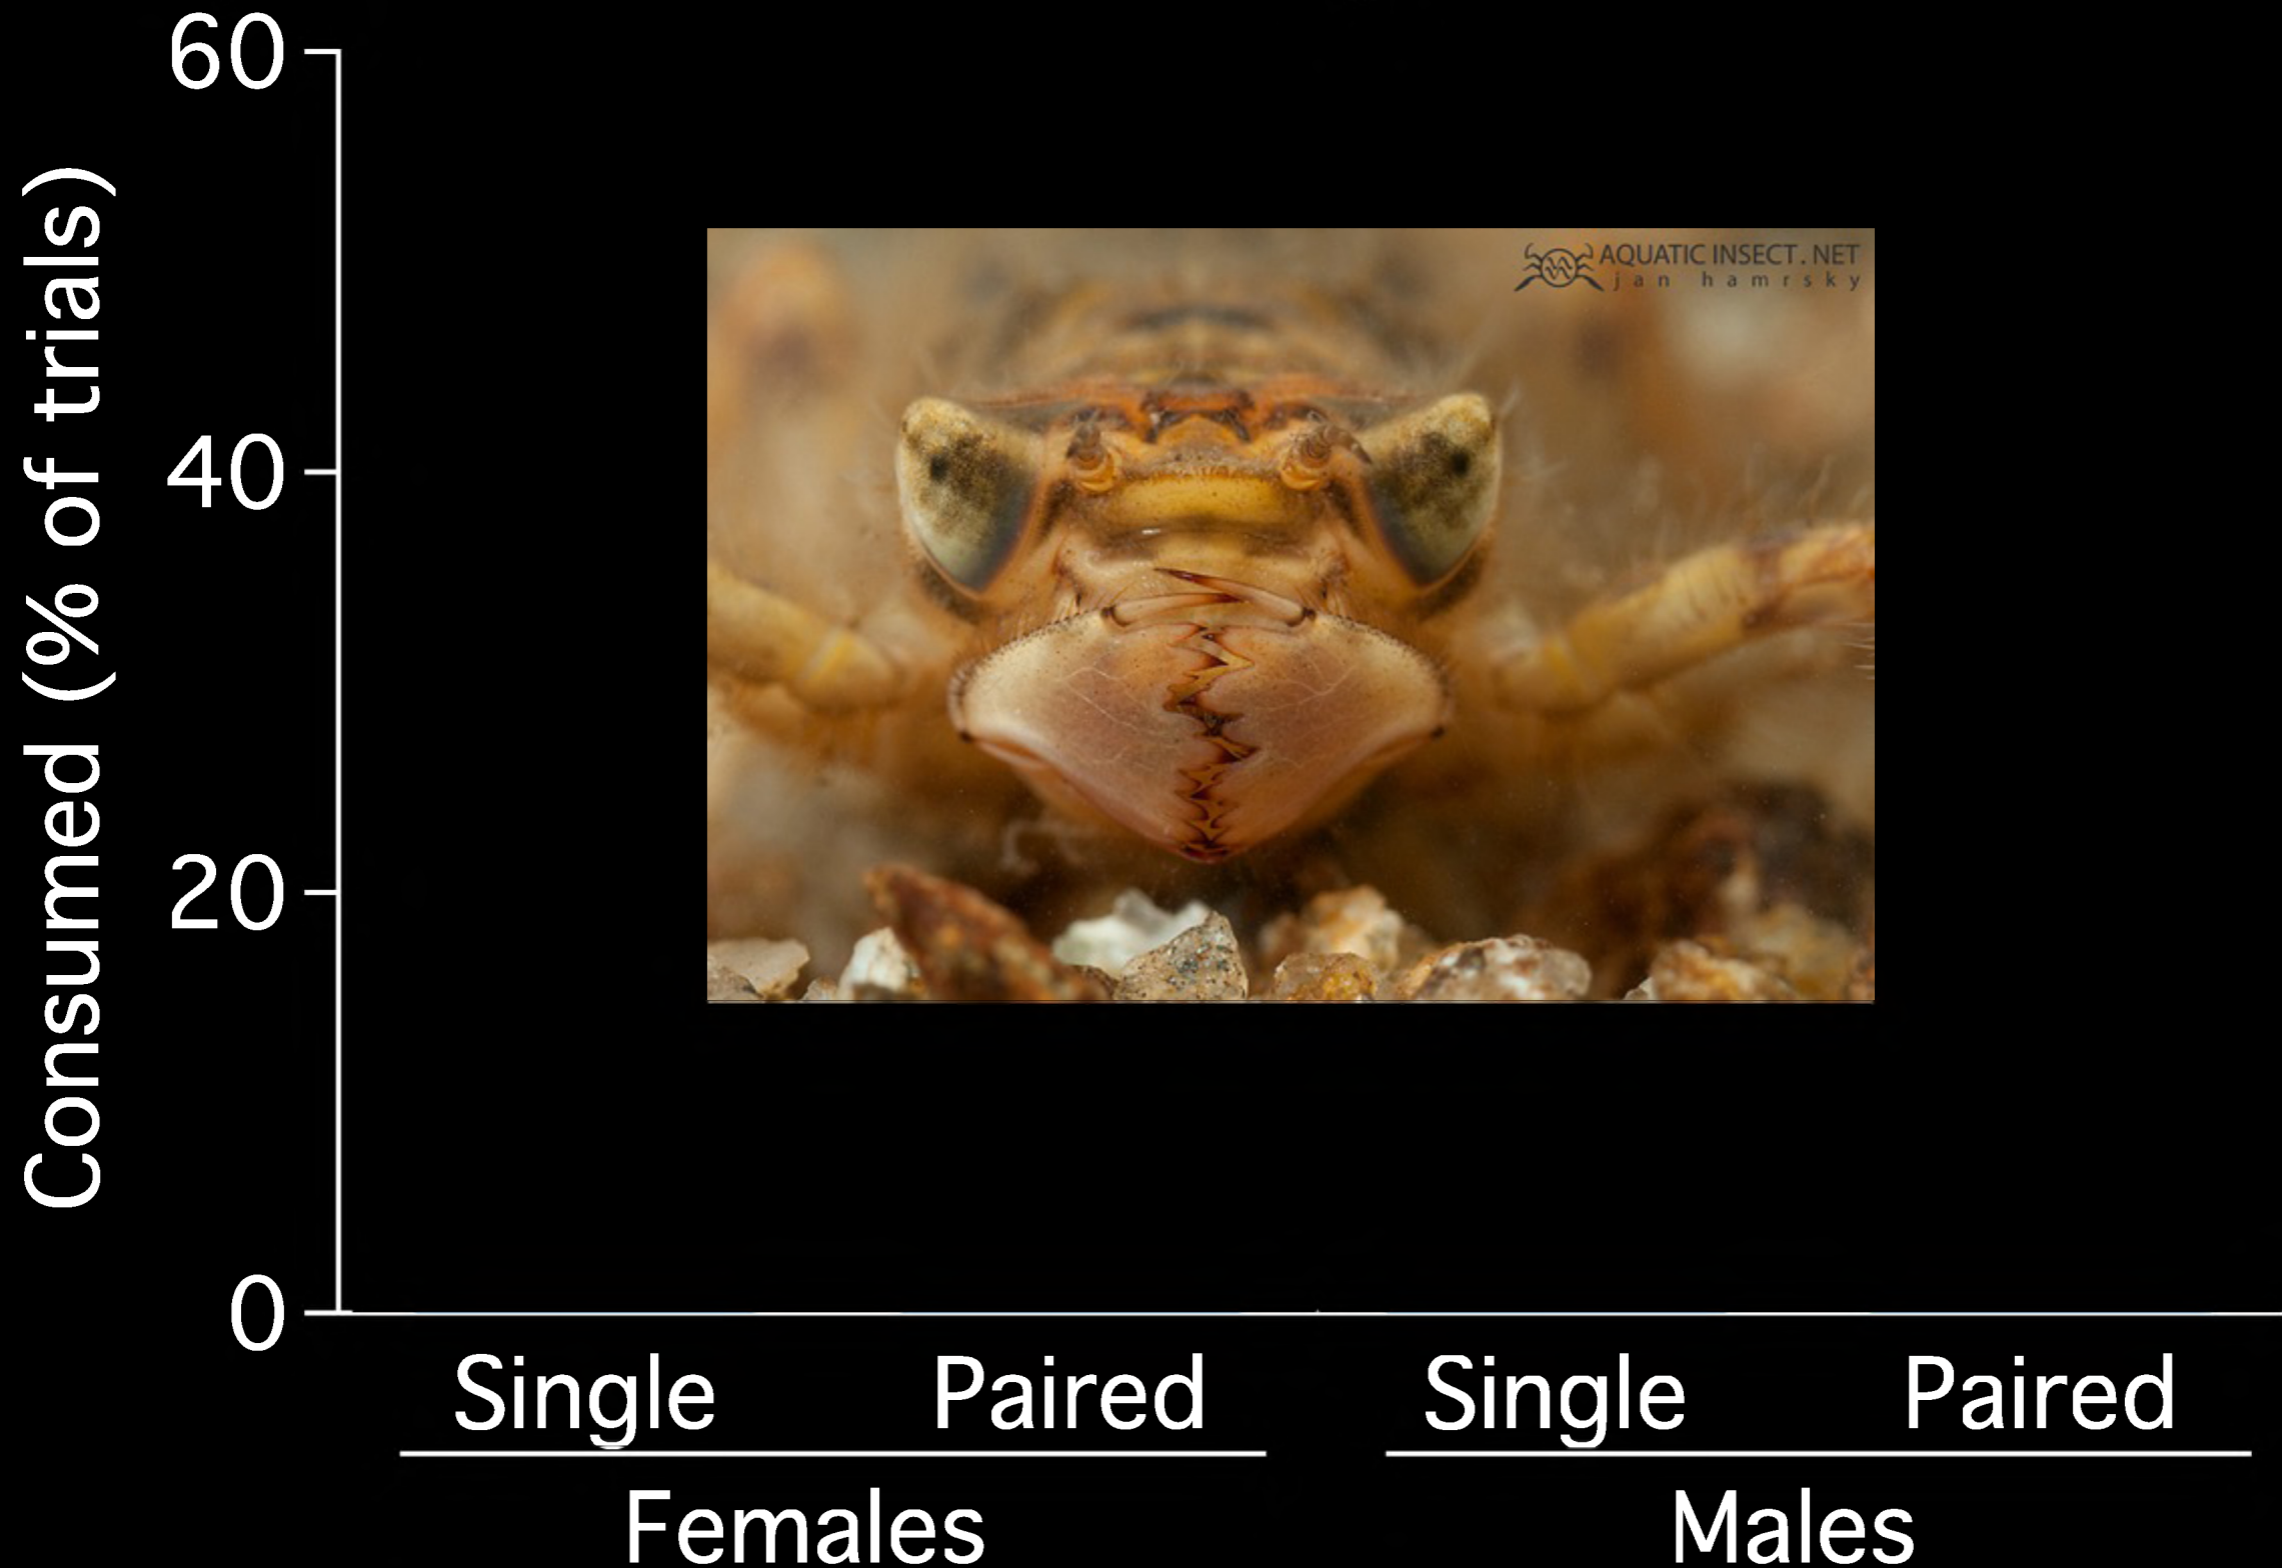 Consumed (% of trials)
60
40
20
0
AQUATIC INSECT. NET
jan hamrsky
Single Paired Single Paired
Females Males